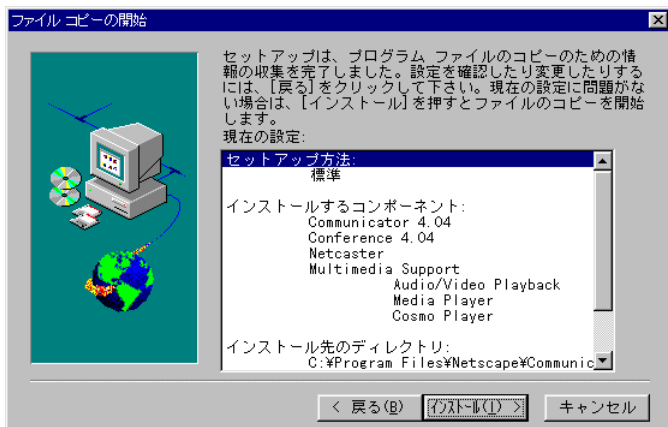 ファイル コピーの開始
セットアップは、プログラム ファイルのコピーのための情
報の収集を完了しました。設定を確認したり変更したりする
には、[戻る]をクリックして下さい。現在の設定に問題がな
い場合は、[インストール]を押すとファイルのコピーを開始
します。
現在の設定:
セットアップ方法:
標準
インストールするコンポーネント:
Communicator 4.04
Conference 4.04
Netcaster
Multimedia Support
Audio/Video Playback
Media Player
Cosmo Player
インストール先のディレクトリ:
C:¥Program Files¥Netscape¥Communic
< 戻る(B)
インストール(I) >
キャンセル